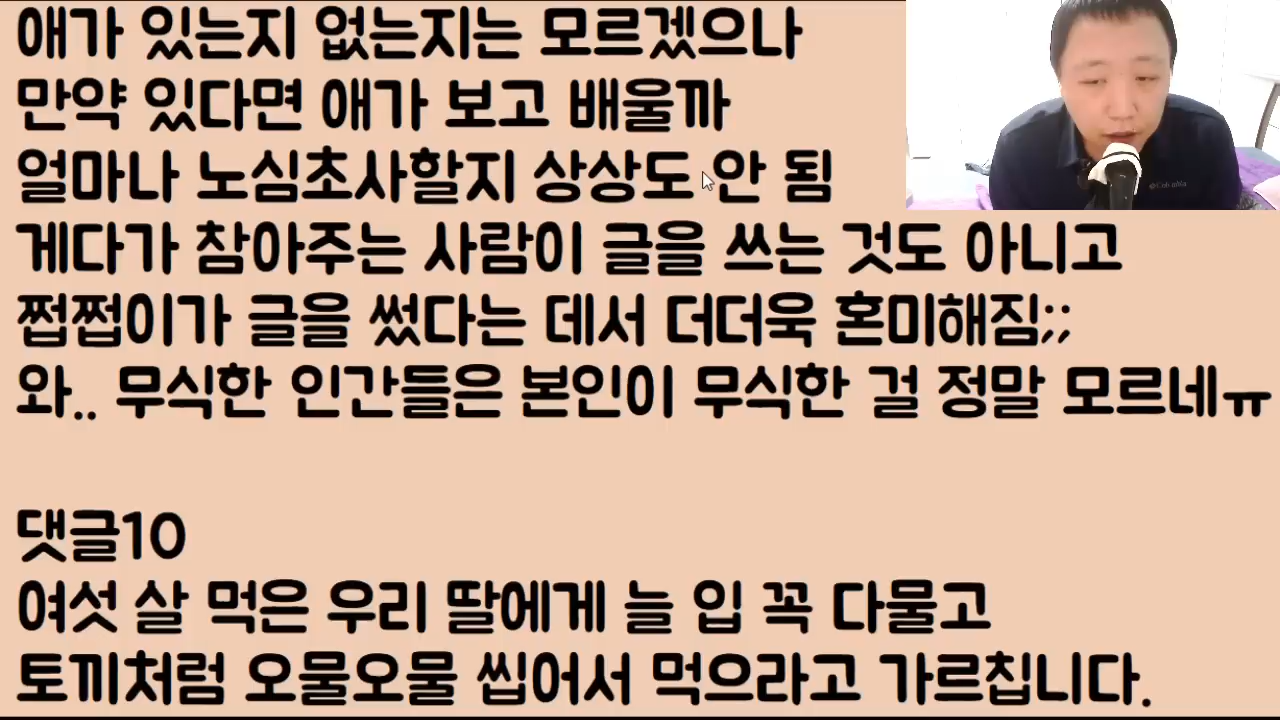 애가 있는지 없는지는 모르겠으나
만약 있다면 애가 보고 배울까
얼마나 노심초사할지 상상도 안 됨
게다가 참아주는 사람이 글을 쓰는 것도 아니고
쩝쩝이가 글을 썼다는 데서 더더욱 혼미해짐;;
와.. 무식한 인간들은 본인이 무식한 걸 정말 모르네ㅠ
댓글10
여섯 살 먹은 우리 딸에게 늘 입 꼭 다물고
토끼처럼 오물오물 씹어서 먹으라고 가르칩니다.